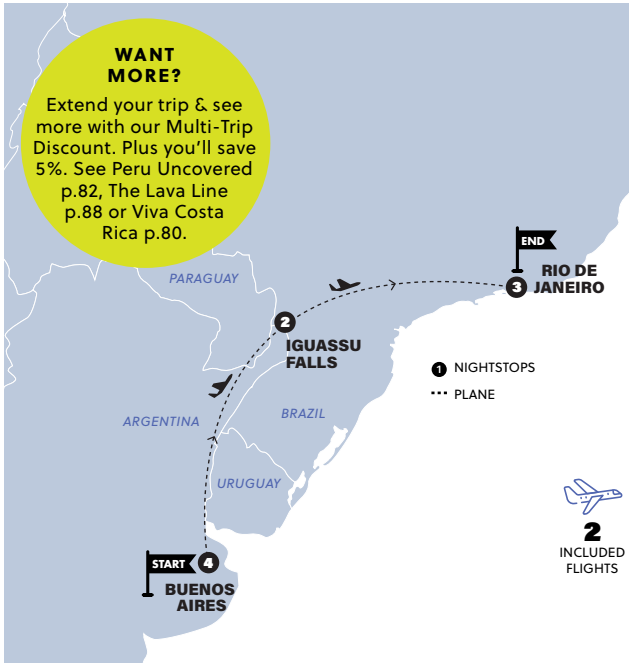 WANT
MORE?
Extend your trip & see
more with our Multi-Trip
Discount. Plus you'll save
5%. See Peru Uncovered
p.82, The Lava Line
p.88 or Viva Costa
Rica p.80.
END
RIO DE
JANEIRO
3
PARAGUAY
2
IGUASSU
FALLS
1 NIGHTSTOPS
PLANE
ARGENTINA
BRAZIL
URUGUAY
2
INCLUDED
FLIGHTS
START
4
BUENOS
AIRES